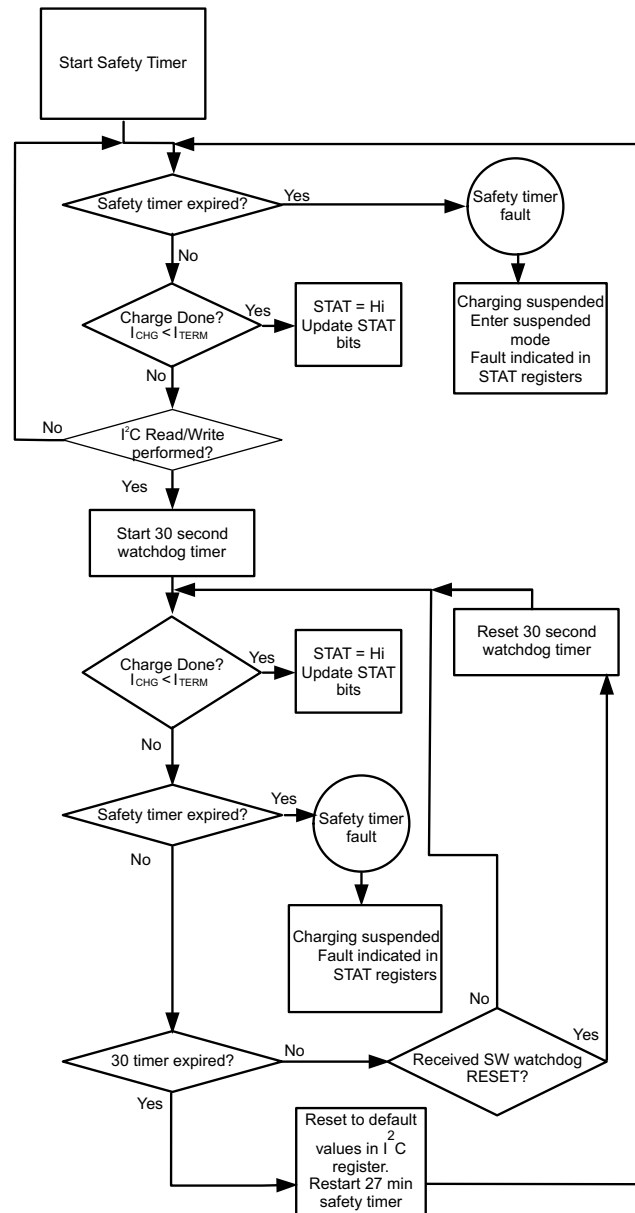 Start Safety Timer
Safety timer expired?
Yes
Safety timer
fault
No
Charging suspended
Enter suspended
mode
Fault indicated in
STAT registers
Charge Done?
I_CHG < I_TERM
Yes
STAT = Hi
Update STAT
bits
No
I²C Read/Write
performed?
No
Yes
Start 30 second
watchdog timer
Reset 30 second
watchdog timer
Charge Done?
I_CHG < I_TERM
Yes
STAT = Hi
Update STAT
bits
No
Safety timer expired?
Yes
Safety timer
fault
No
Charging suspended
Fault indicated in
STAT registers
30 timer expired?
No
Received SW watchdog
RESET?
No
Yes
Yes
Reset to default
values in I²C
register.
Restart 27 min
safety timer